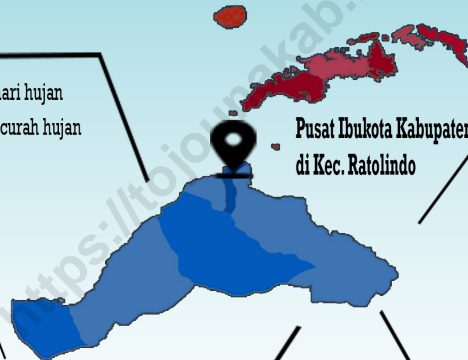 ari hujan
curah hujan
Pusat Ibukota Kabupaten
di Kec. Ratolindo
https://tojounakab.